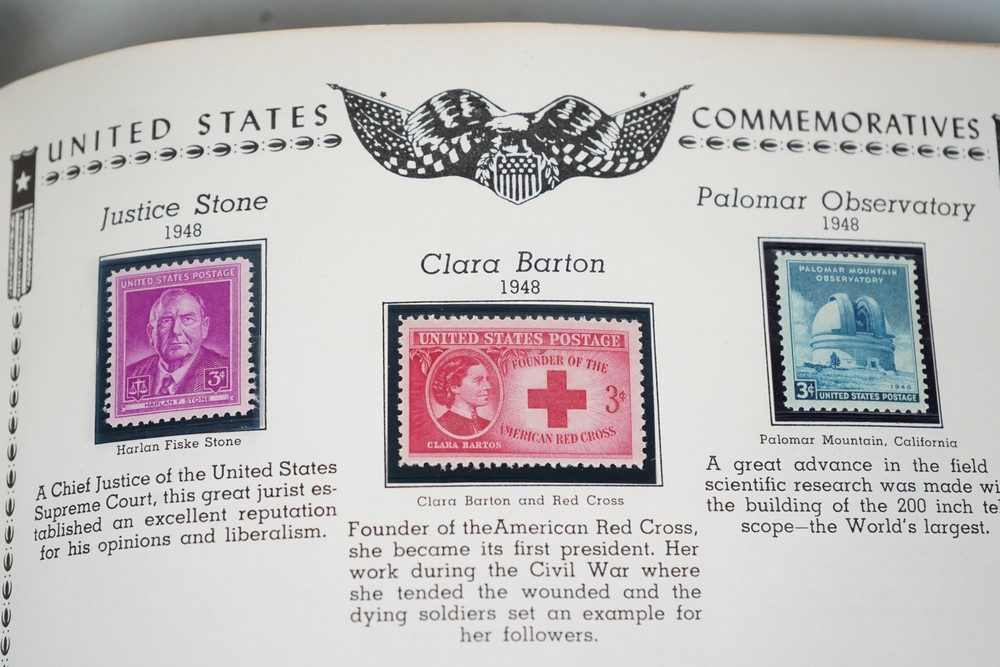 UNITED STATES COMMEMORATIVES
Justice Stone
1948
UNITED STATES POSTAGE
3¢
HARLAN F. STONE
Harlan Fiske Stone
A Chief Justice of the United States
Supreme Court, this great jurist es-
tablished an excellent reputation
for his opinions and liberalism.
Clara Barton
1948
UNITED STATES POSTAGE
FOUNDER OF THE
3¢
AMERICAN RED CROSS
CLARA BARTON
Clara Barton and Red Cross
Founder of theAmerican Red Cross,
she became its first president. Her
work during the Civil War where
she tended the wounded and the
dying soldiers set an example for
her followers.
Palomar Observatory
1948
PALOMAR MOUNTAIN
OBSERVATORY
1948
3¢ UNITED STATES POSTAGE
Palomar Mountain, California
A great advance in the field
scientific research was made wi
the building of the 200 inch tel
scope—the World's largest.